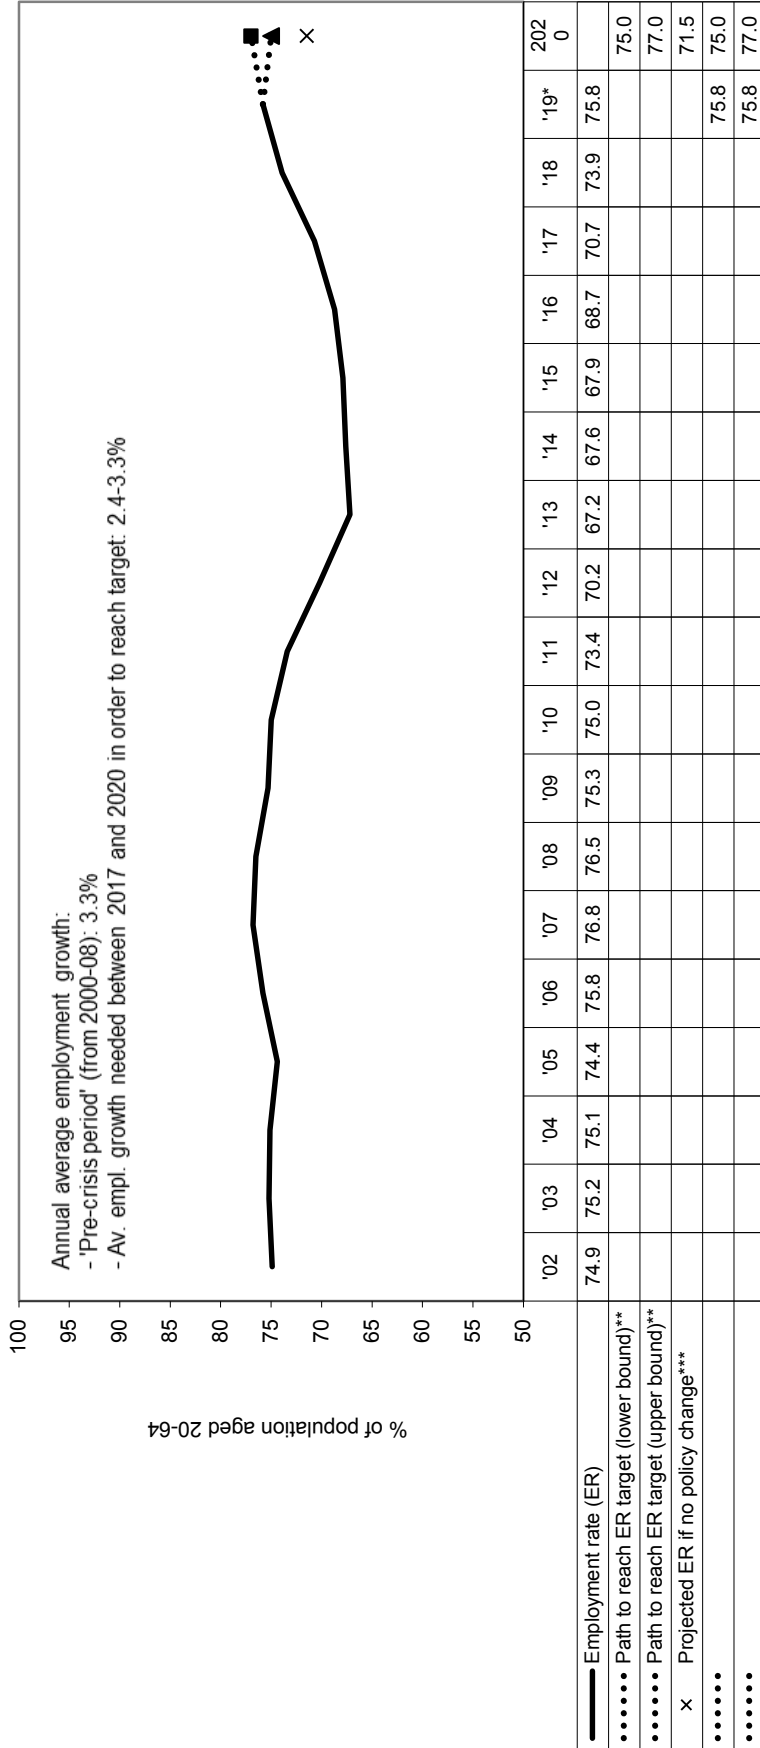 Annual average employment growth:
- 'Pre-crisis period' (from 2000-08): 3.3%
- Av. empl. growth needed between 2017 and 2020 in order to reach target: 2.4-3.3%
% of population aged 20-64
100
95
90
85
80
75
70
65
60
55
50
'02 '03 '04 '05 '06 '07 '08 '09 '10 '11 '12 '13 '14 '15 '16 '17 '18 '19* 202
0
Employment rate (ER) 74.9 75.2 75.1 74.4 75.8 76.8 76.5 75.3 75.0 73.4 70.2 67.2 67.6 67.9 68.7 70.7 73.9 75.8
Path to reach ER target (lower bound)** 75.0
Path to reach ER target (upper bound)** 77.0
Projected ER if no policy change*** 71.5
75.8 75.0
75.8 77.0